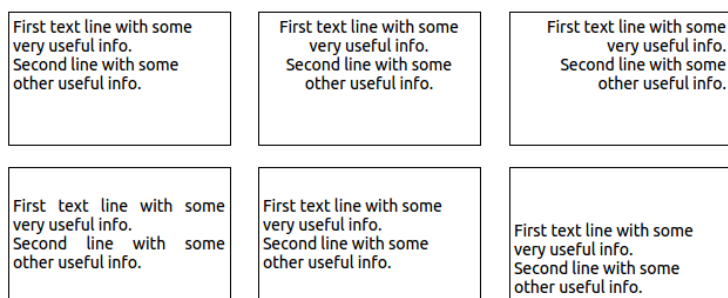 First text line with some
very useful info.
Second line with some
other useful info.
First text line with some
very useful info.
Second line with some
other useful info.
First text line with some
very useful info.
Second line with some
other useful info.
First text line with some
very useful info.
Second line with some
other useful info.
First text line with some
very useful info.
Second line with some
other useful info.
First text line with some
very useful info.
Second line with some
other useful info.